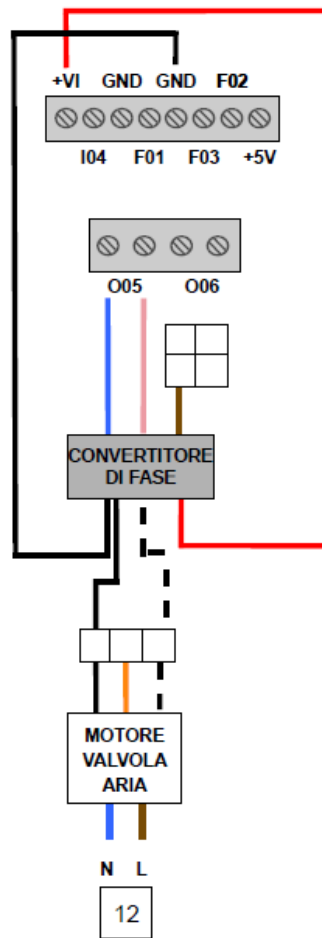 +VI GND GND F02
I04 F01 F03 +5V
O05 O06
CONVERTITORE
DI FASE
MOTORE
VALVOLA
ARIA
N L
12